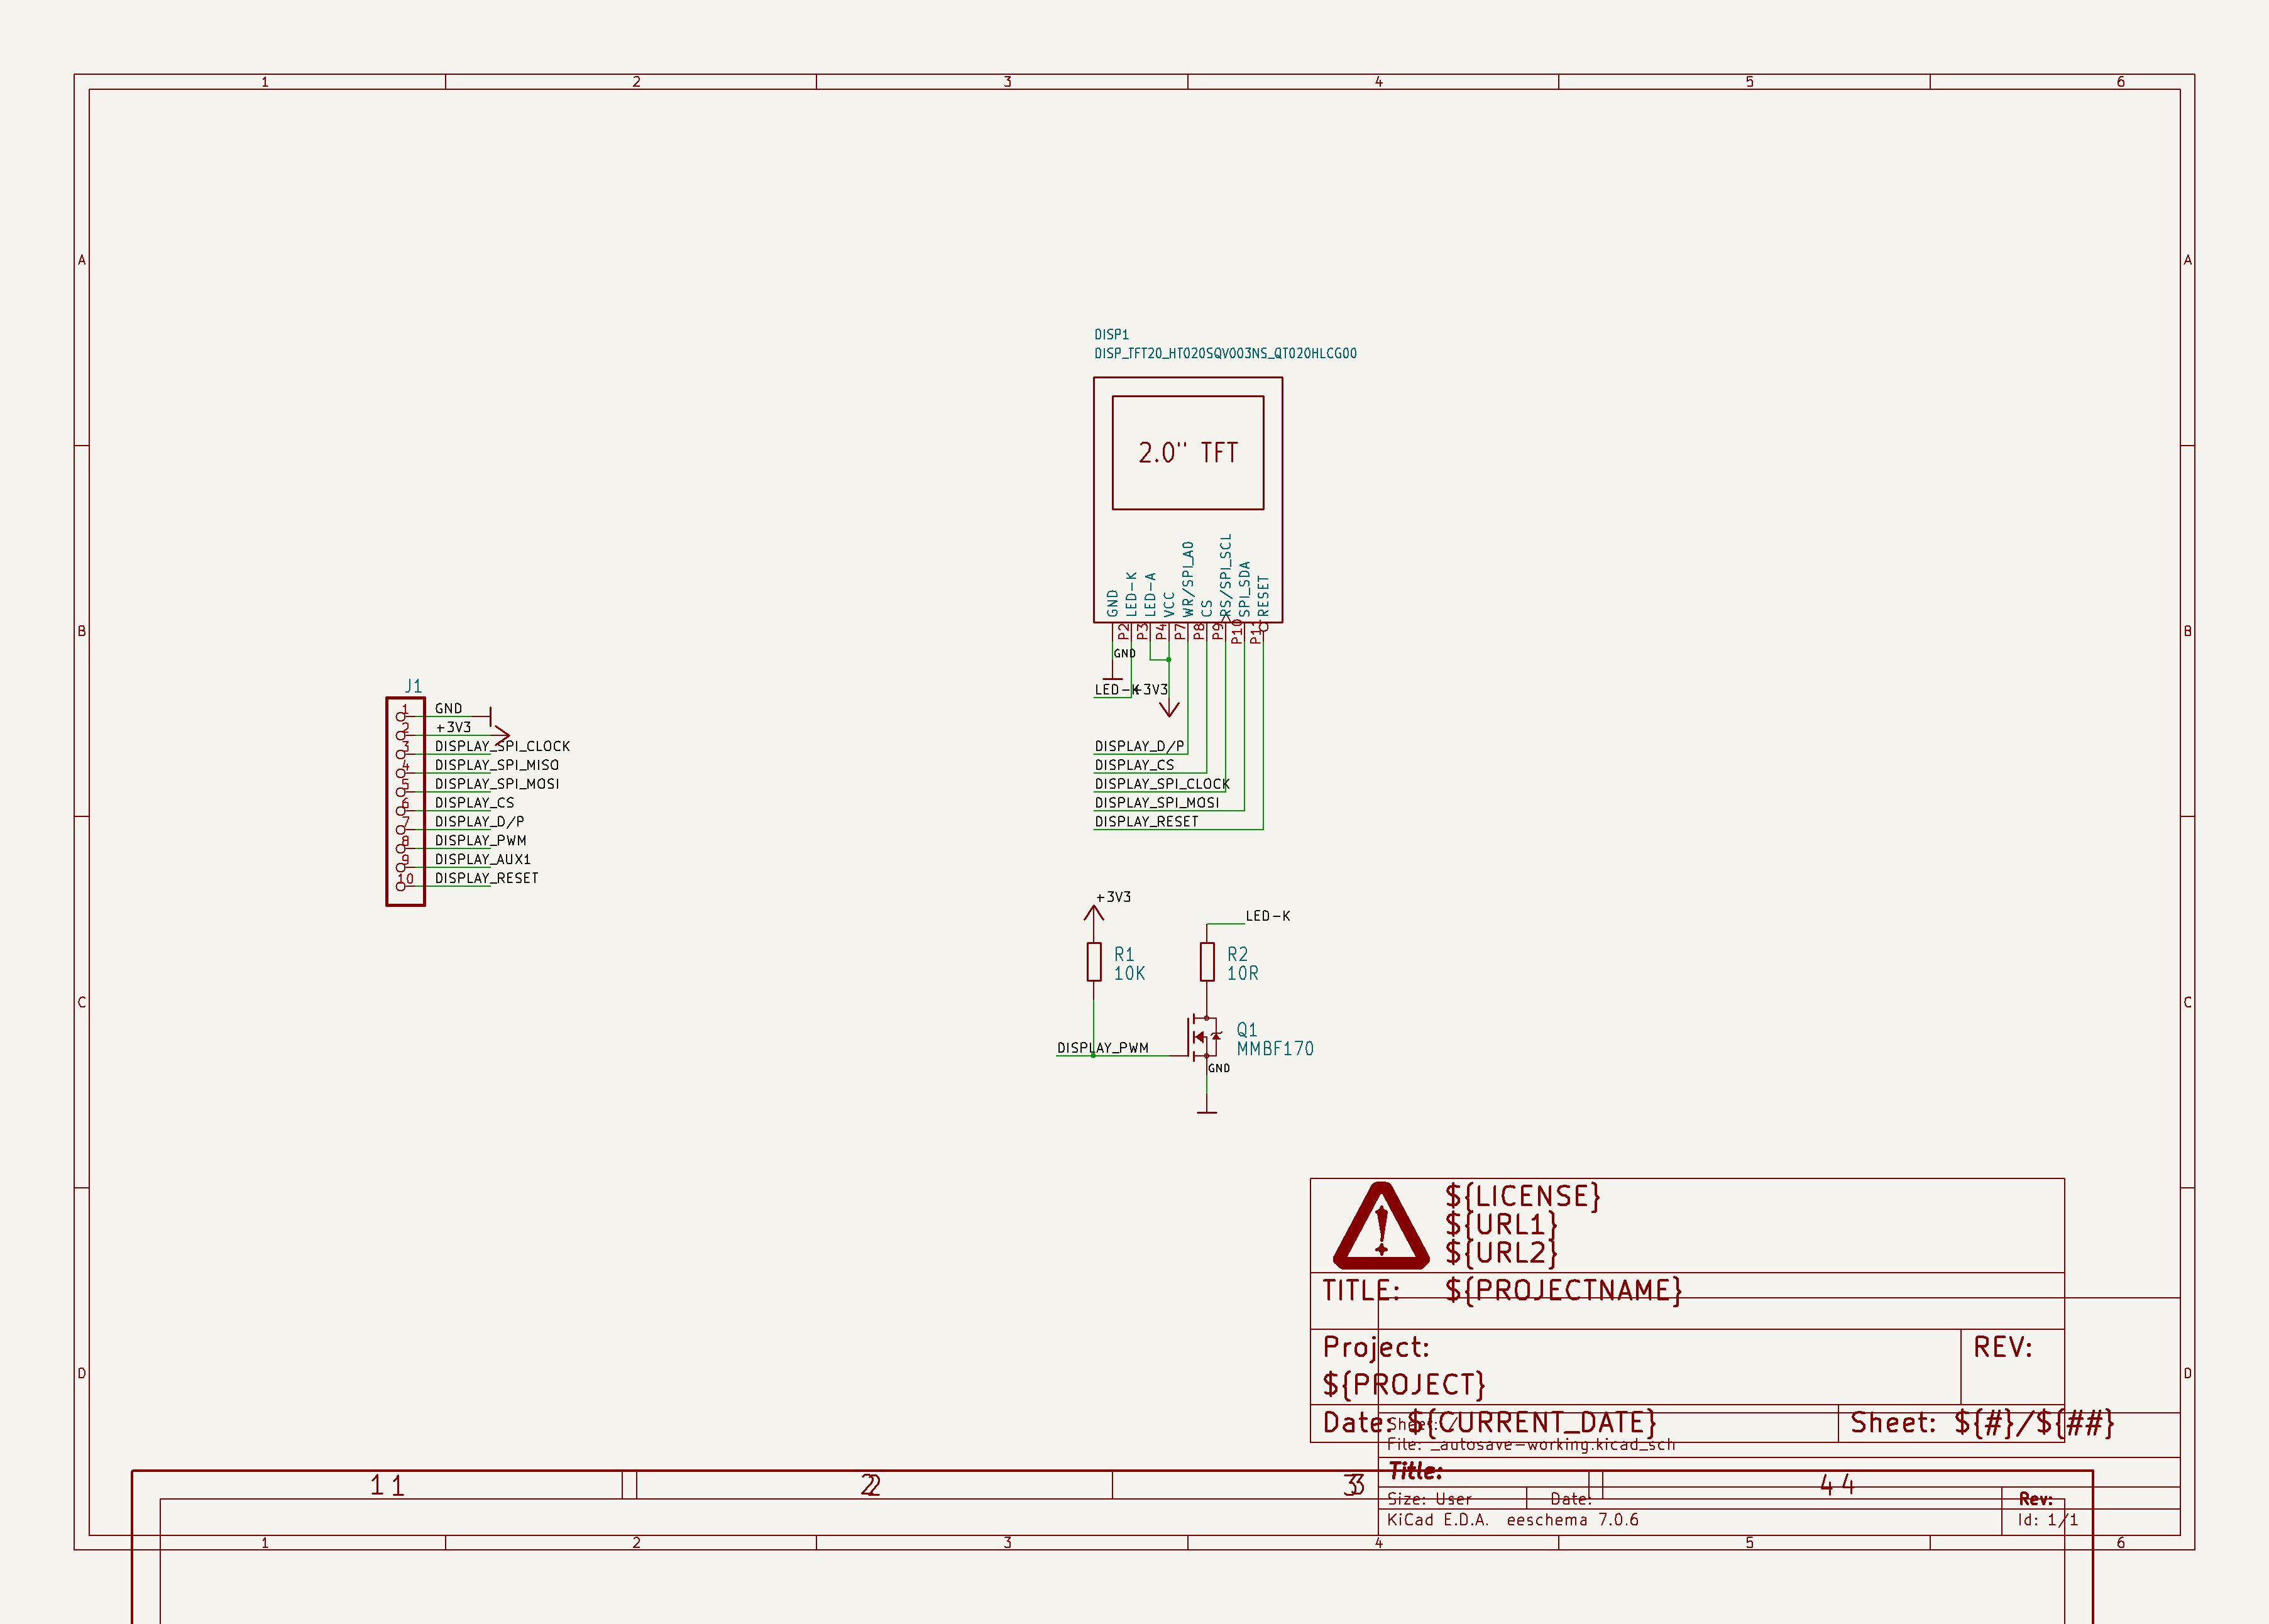 1 2 3 4 5 6
A A
DISP1
DISP_TFT20_HT020SQV003NS_QT020HLCG00
2.0" TFT
GND
LED-K
LED-A
VCC
WR/SPI_A0
CS
RS/SPI_SCL
SPI_SDA
RESET
B B
P2 P3 P4 P7 P8 P9 P10 P11
GND
LED-K
+3V3
J1
1 GND
2 +3V3
3 DISPLAY_SPI_CLOCK
4 DISPLAY_SPI_MISO
5 DISPLAY_SPI_MOSI
6 DISPLAY_CS
7 DISPLAY_D/P
8 DISPLAY_PWM
9 DISPLAY_AUX1
10 DISPLAY_RESET
DISPLAY_D/P
DISPLAY_CS
DISPLAY_SPI_CLOCK
DISPLAY_SPI_MOSI
DISPLAY_RESET
+3V3
LED-K
R1
10K
R2
10R
C C
Q1
MMBF170
DISPLAY_PWM
GND
${LICENSE}
${URL1}
${URL2}
TITLE: ${PROJECTNAME}
Project:
${PROJECT}
REV:
D D
Date: ${CURRENT_DATE}
Sheet: ${#}/${##}
Sheet: /
File: _autosave-working.kicad_sch
Title:
1 1 2 2 3 3 4 4
Size: User Date:
Rev:
KiCad E.D.A. eeschema 7.0.6
Id: 1/1
1 2 3 4 5 6